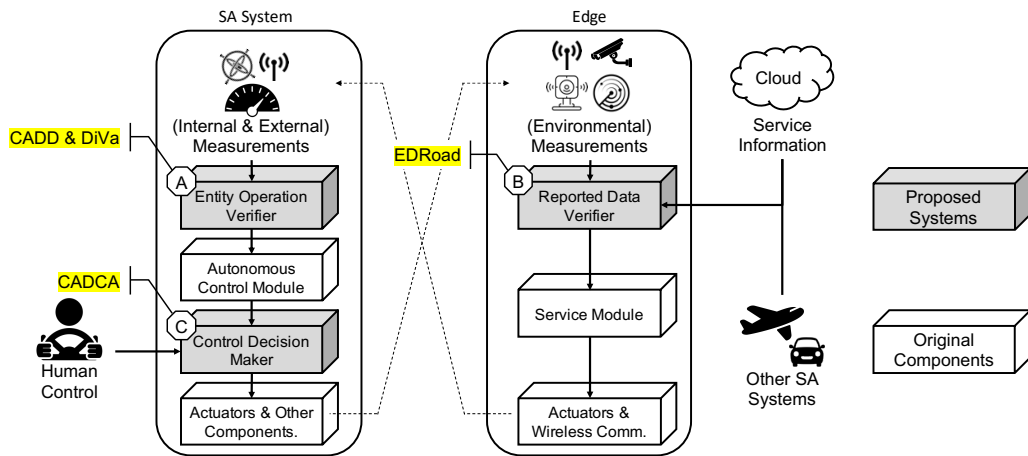 SA System
(Internal & External)
Measurements
CADD & DiVa
A
Entity Operation
Verifier
Autonomous
Control Module
CADCA
C
Control Decision
Maker
Human
Control
Actuators & Other
Components.
Edge
(Environmental)
Measurements
EDRoad
B
Reported Data
Verifier
Service Module
Actuators &
Wireless Comm.
Cloud
Service
Information
Other SA
Systems
Proposed
Systems
Original
Components